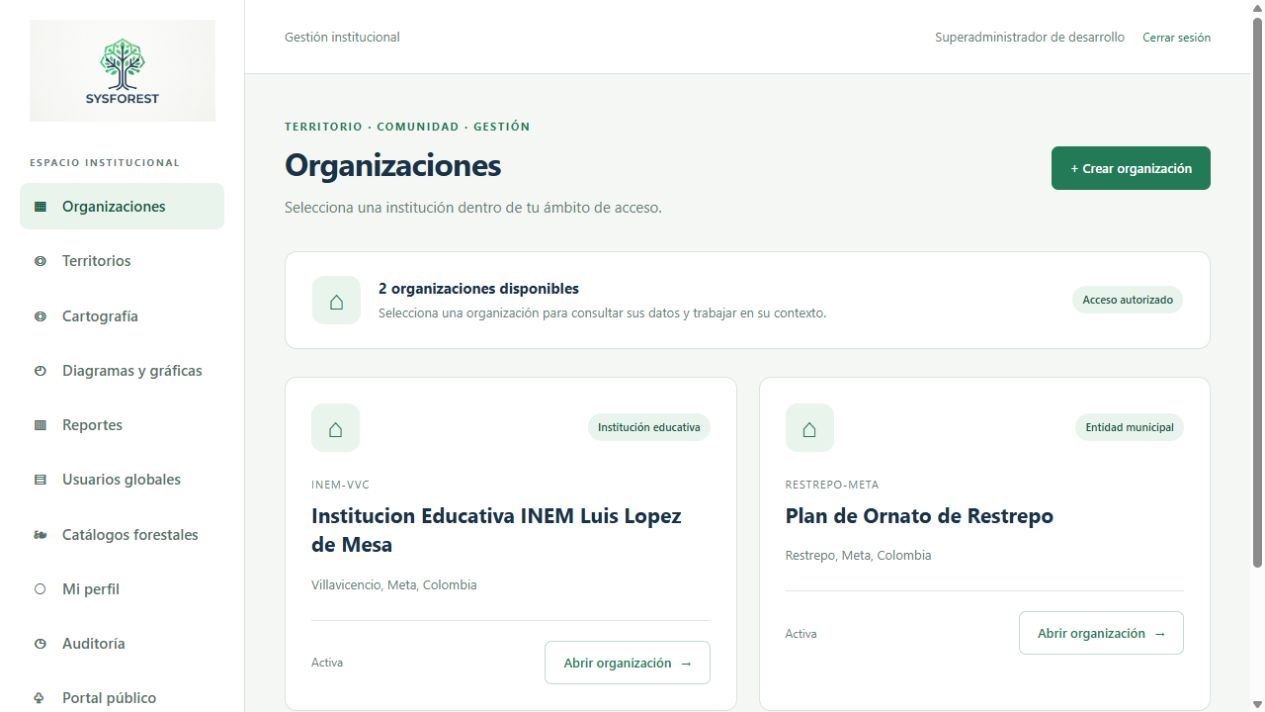 SYSFOREST
ESPACIO INSTITUCIONAL
Organizaciones
Territorios
Cartografía
Diagramas y gráficas
Reportes
Usuarios globales
Catálogos forestales
Mi perfil
Auditoría
Portal público
Gestión institucional
Superadministrador de desarrollo
Cerrar sesión
TERRITORIO · COMUNIDAD · GESTIÓN
Organizaciones
+ Crear organización
Selecciona una institución dentro de tu ámbito de acceso.
2 organizaciones disponibles
Selecciona una organización para consultar sus datos y trabajar en su contexto.
Acceso autorizado
Institución educativa
INEM-VVC
Institucion Educativa INEM Luis Lopez
de Mesa
Villavicencio, Meta, Colombia
Activa
Abrir organización →
Entidad municipal
RESTREPO-META
Plan de Ornato de Restrepo
Restrepo, Meta, Colombia
Activa
Abrir organización →